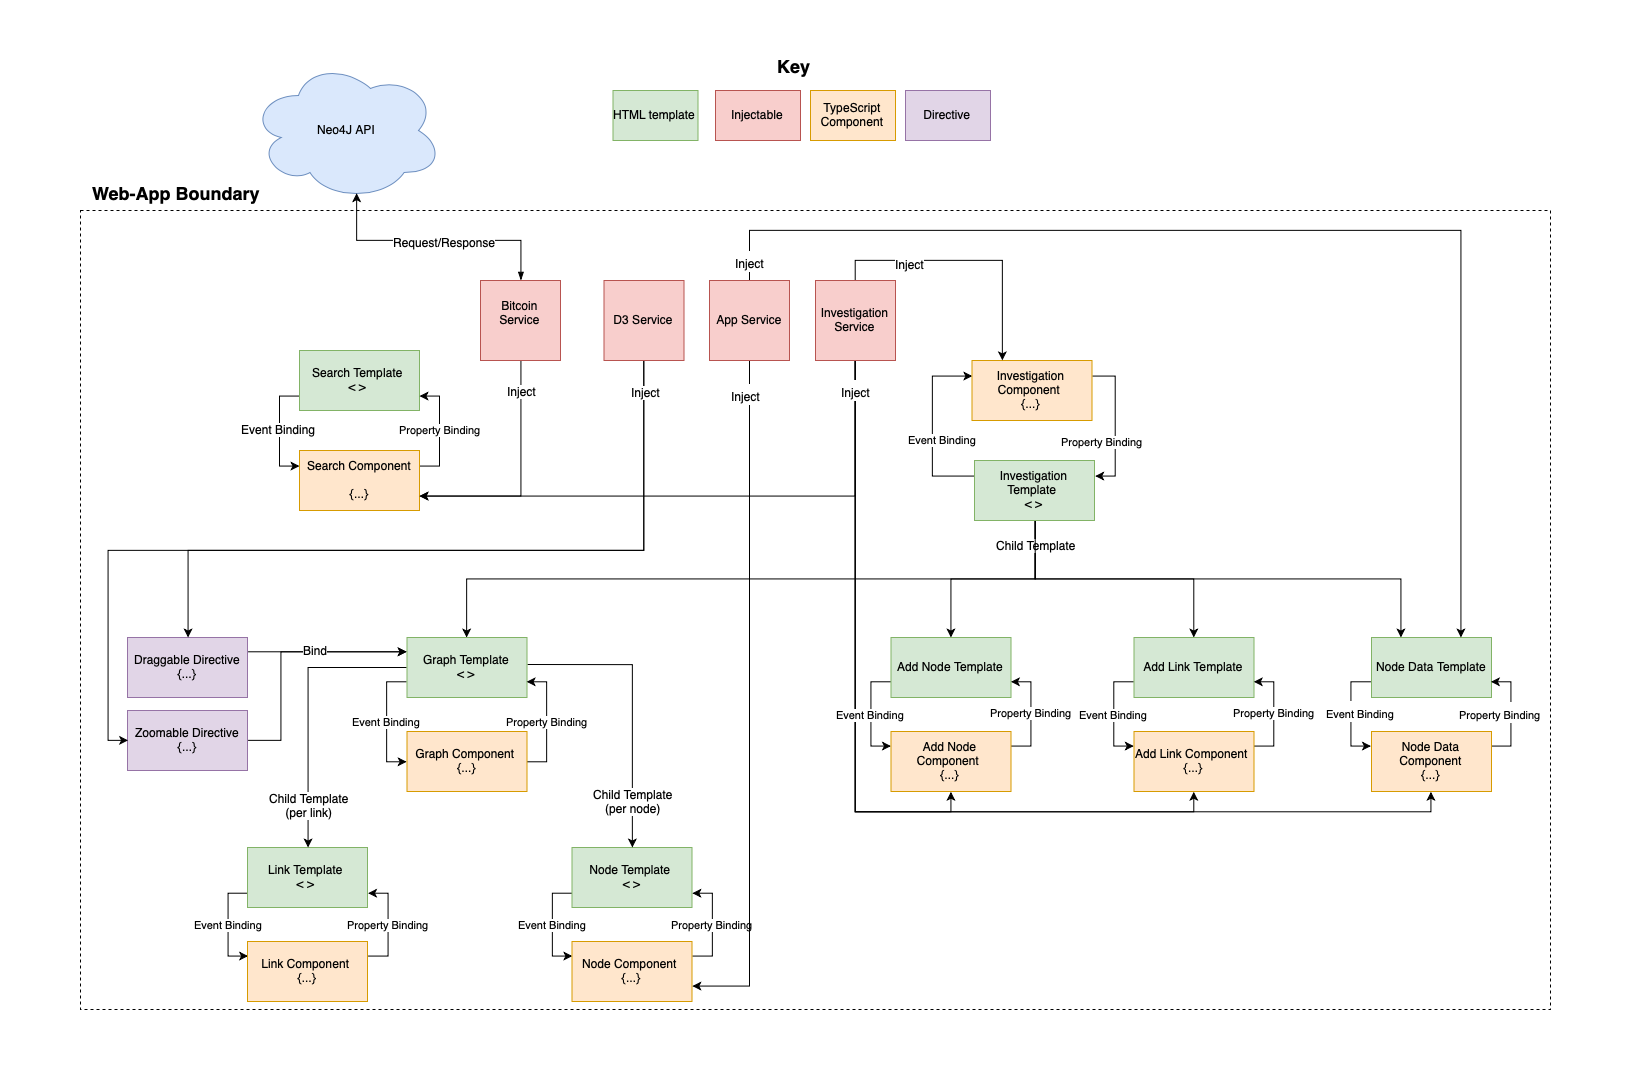 Key
Neo4J API
HTML template
Injectable
TypeScript
Component
Directive
Web-App Boundary
Request/Response
Inject
Inject
Bitcoin
Service
D3 Service
App Service
Investigation
Service
Search Template
< >
Investigation
Component
{...}
Inject
Inject
Inject
Inject
Event Binding
Property Binding
Event Binding
Property Binding
Search Component
{...}
Investigation
Template
< >
Child Template
Draggable Directive
{...}
Bind
Graph Template
< >
Add Node Template
Add Link Template
Node Data Template
Zoomable Directive
{...}
Event Binding
Property Binding
Event Binding
Property Binding
Event Binding
Property Binding
Event Binding
Property Binding
Graph Component
{...}
Add Node
Component
{...}
Add Link Component
{...}
Node Data
Component
{...}
Child Template
(per link)
Child Template
(per node)
Link Template
< >
Node Template
< >
Event Binding
Property Binding
Event Binding
Property Binding
Link Component
{...}
Node Component
{...}